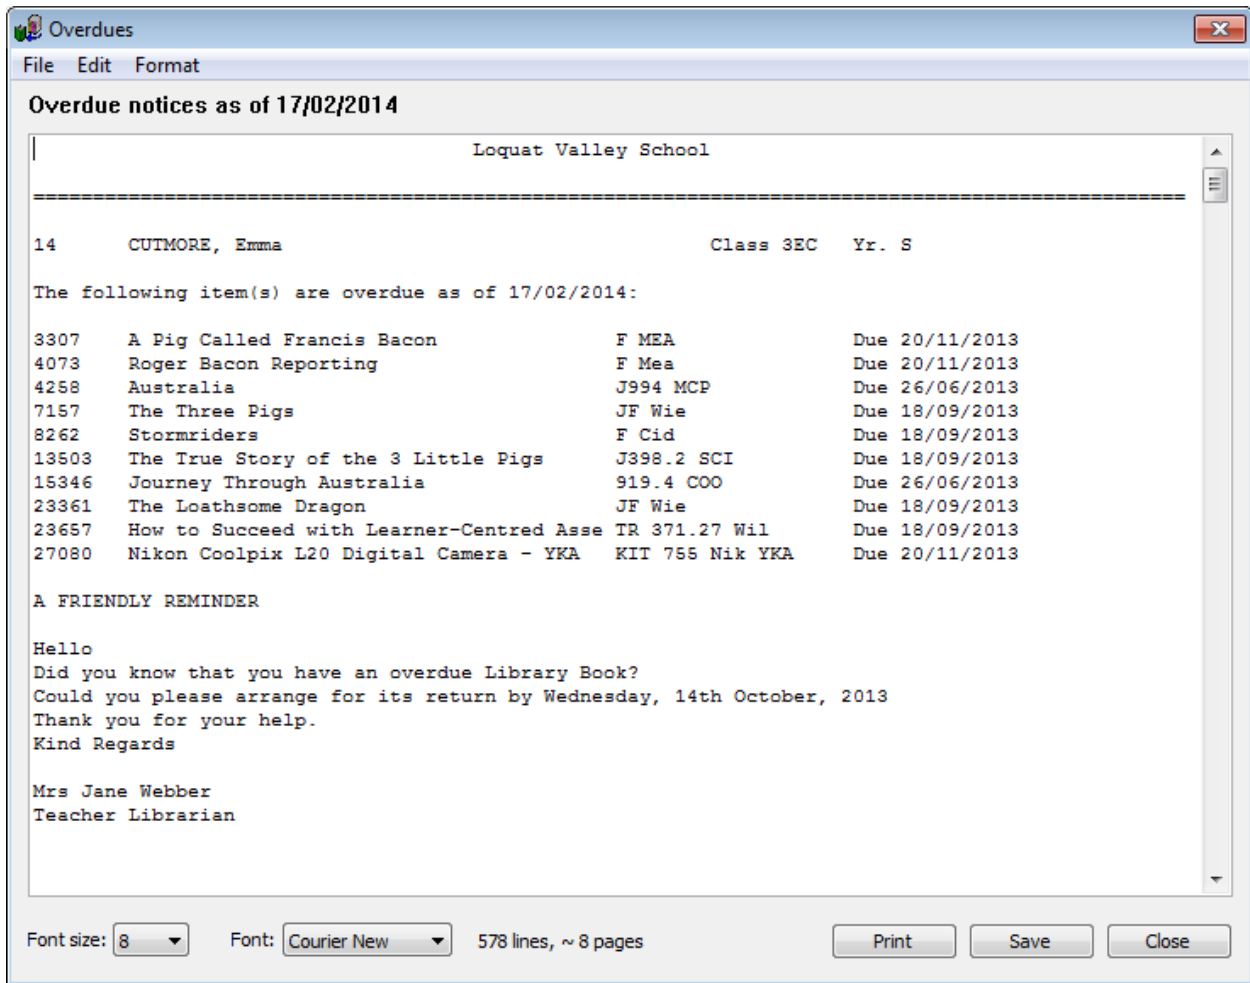 Overdues
File Edit Format
Overdue notices as of 17/02/2014
Loquat Valley School
================================================================================================
14 CUTMORE, Emma Class 3EC Yr. S
The following item(s) are overdue as of 17/02/2014:
3307 A Pig Called Francis Bacon F MEA Due 20/11/2013
4073 Roger Bacon Reporting F Mea Due 20/11/2013
4258 Australia J994 MCP Due 26/06/2013
7157 The Three Pigs JF Wie Due 18/09/2013
8262 Stormriders F Cid Due 18/09/2013
13503 The True Story of the 3 Little Pigs J398.2 SCI Due 18/09/2013
15346 Journey Through Australia 919.4 COO Due 26/06/2013
23361 The Loathsome Dragon JF Wie Due 18/09/2013
23657 How to Succeed with Learner-Centred Asse TR 371.27 Wil Due 18/09/2013
27080 Nikon Coolpix L20 Digital Camera - YKA KIT 755 Nik YKA Due 20/11/2013
A FRIENDLY REMINDER
Hello
Did you know that you have an overdue Library Book?
Could you please arrange for its return by Wednesday, 14th October, 2013
Thank you for your help.
Kind Regards
Mrs Jane Webber
Teacher Librarian
Font size: 8 Font: Courier New 578 lines, ~ 8 pages Print Save Close